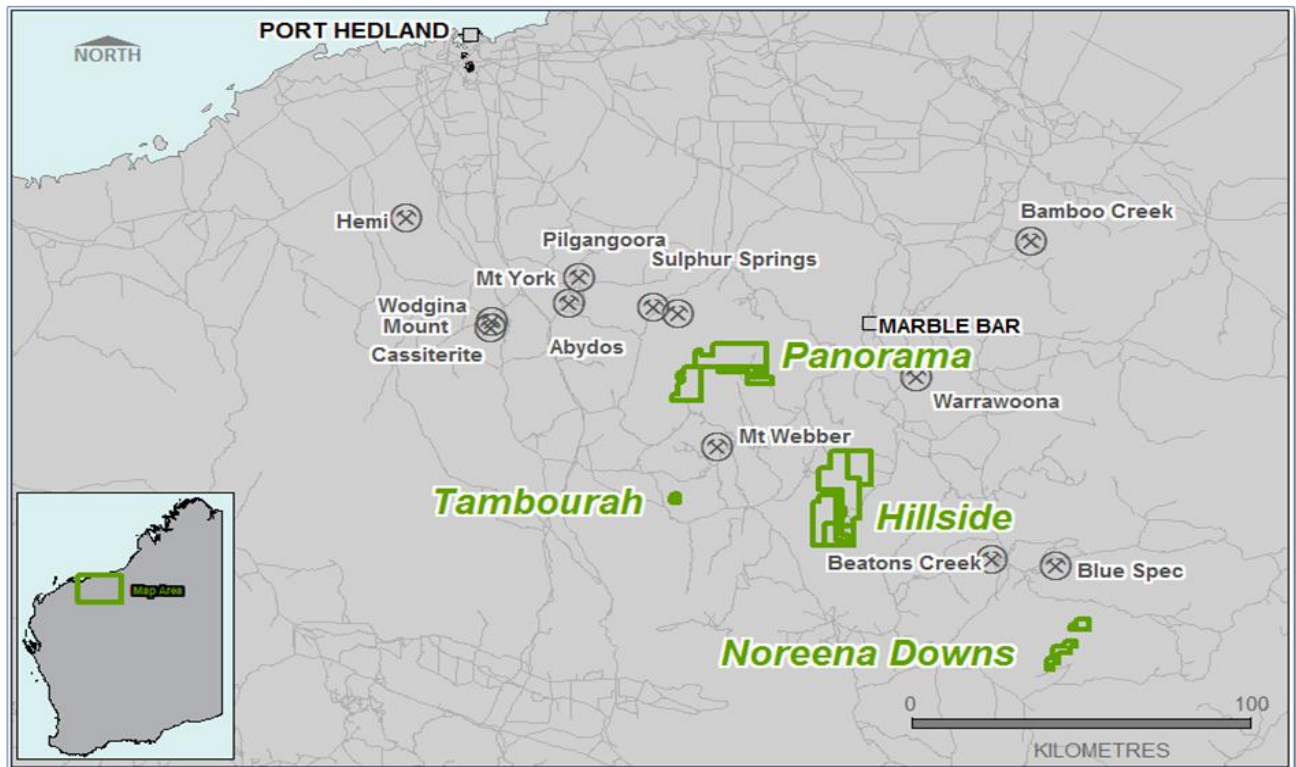 PORT HEDLAND
NORTH
Hemi
Bamboo Creek
Pilgangoora
Sulphur Springs
Mt York
Wodgina
Mount
Cassiterite
Abydos
MARBLE BAR
Panorama
Warrawoona
Mt Webber
Tambourah
Hillside
Beatons Creek
Blue Spec
Map Area
Noreena Downs
0 100
KILOMETRES